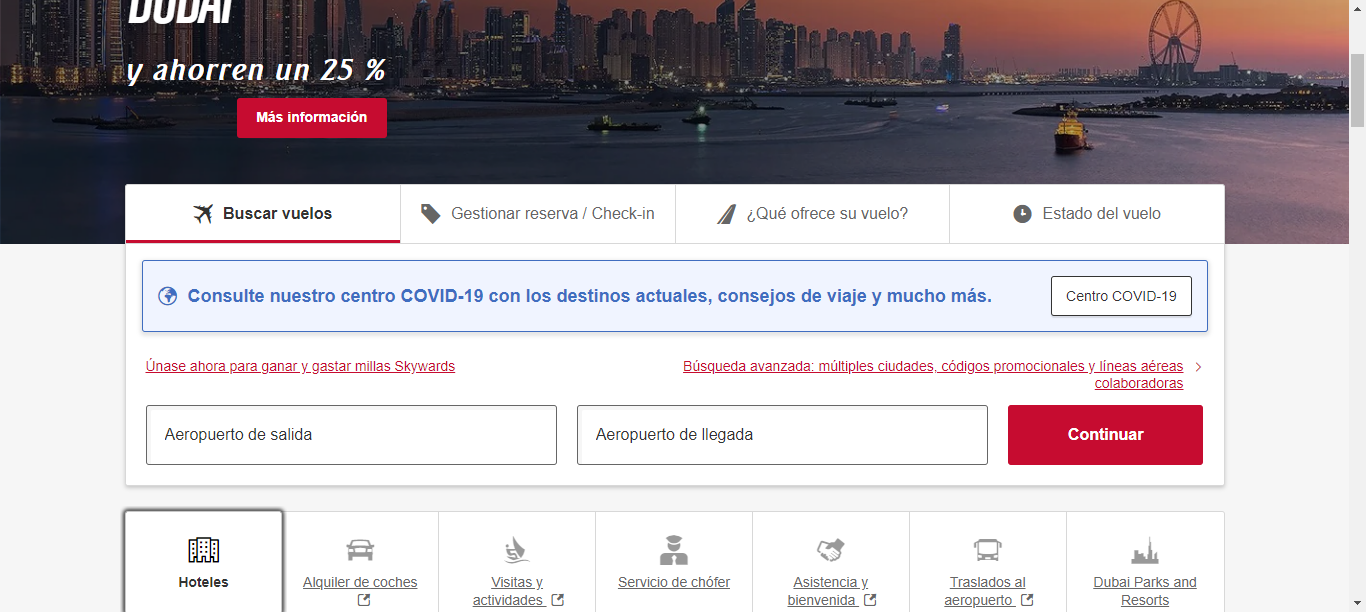 DUBÁI
y ahorren un 25 %
Más información
Buscar vuelos
Gestionar reserva / Check-in
¿Qué ofrece su vuelo?
Estado del vuelo
Consulte nuestro centro COVID-19 con los destinos actuales, consejos de viaje y mucho más.
Centro COVID-19
Únase ahora para ganar y gastar millas Skywards
Búsqueda avanzada: múltiples ciudades, códigos promocionales y líneas aéreas
colaboradoras
Aeropuerto de salida
Aeropuerto de llegada
Continuar
Hoteles
Alquiler de coches
Visitas y
actividades
Servicio de chófer
Asistencia y
bienvenida
Traslados al
aeropuerto
Dubai Parks and
Resorts